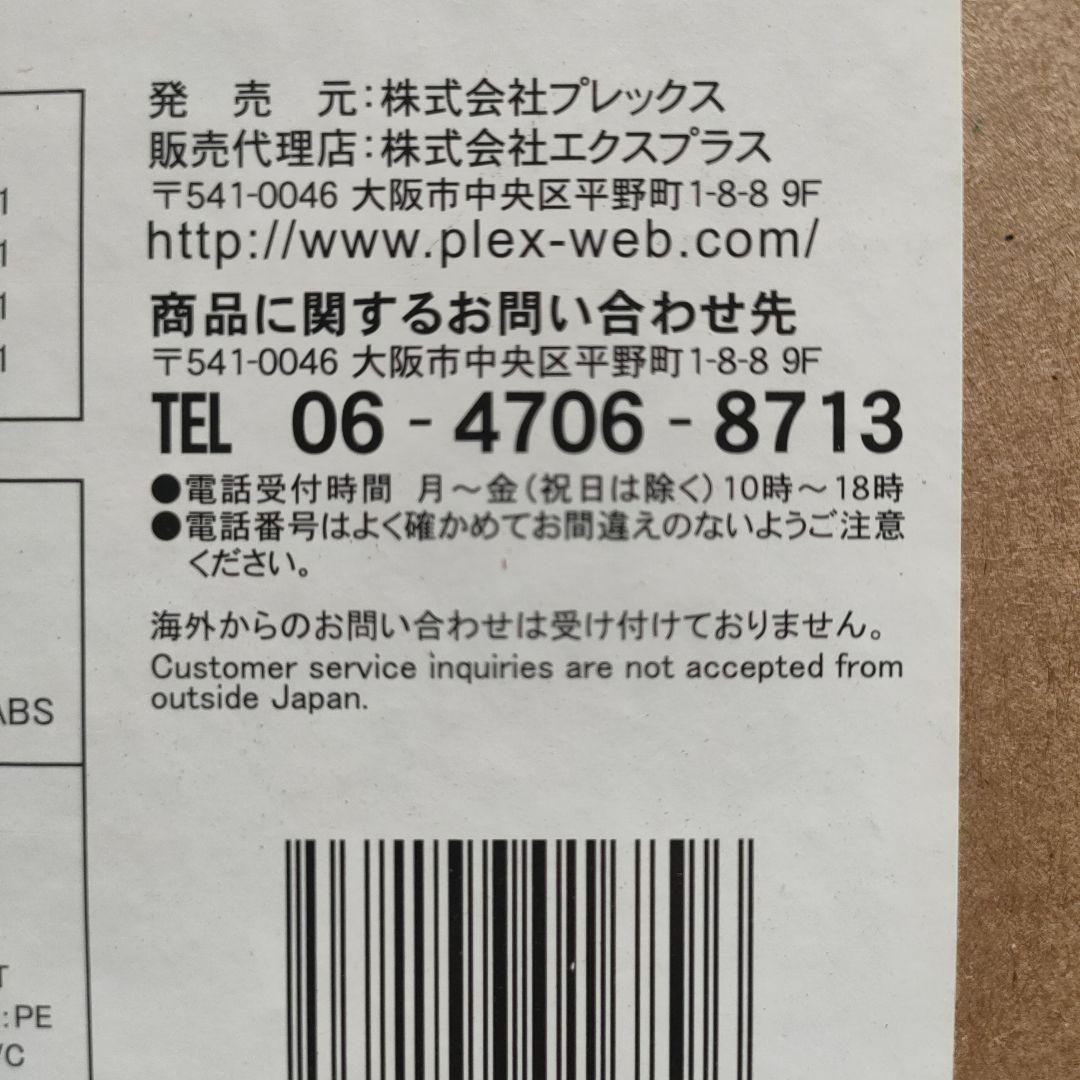 発　売　元：株式会社プレックス
販売代理店：株式会社エクスプラス
〒541-0046 大阪市中央区平野町1-8-8 9F
http://www.plex-web.com/
商品に関するお問い合わせ先
〒541-0046 大阪市中央区平野町1-8-8 9F
TEL 06 - 4706 - 8713
●電話受付時間 月～金（祝日は除く）10時～18時
●電話番号はよく確かめてお間違えのないようご注意
ください。
海外からのお問い合わせは受け付けておりません。
Customer service inquiries are not accepted from
outside Japan.
1
1
1
1
ABS
T
:PE
/C